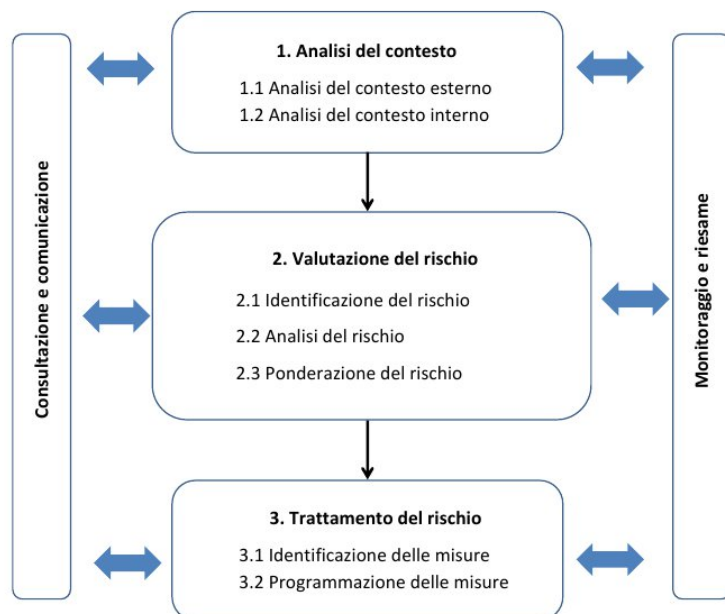 Consultazione e comunicazione
1. Analisi del contesto
1.1 Analisi del contesto esterno
1.2 Analisi del contesto interno
2. Valutazione del rischio
2.1 Identificazione del rischio
2.2 Analisi del rischio
2.3 Ponderazione del rischio
3. Trattamento del rischio
3.1 Identificazione delle misure
3.2 Programmazione delle misure
Monitoraggio e riesame